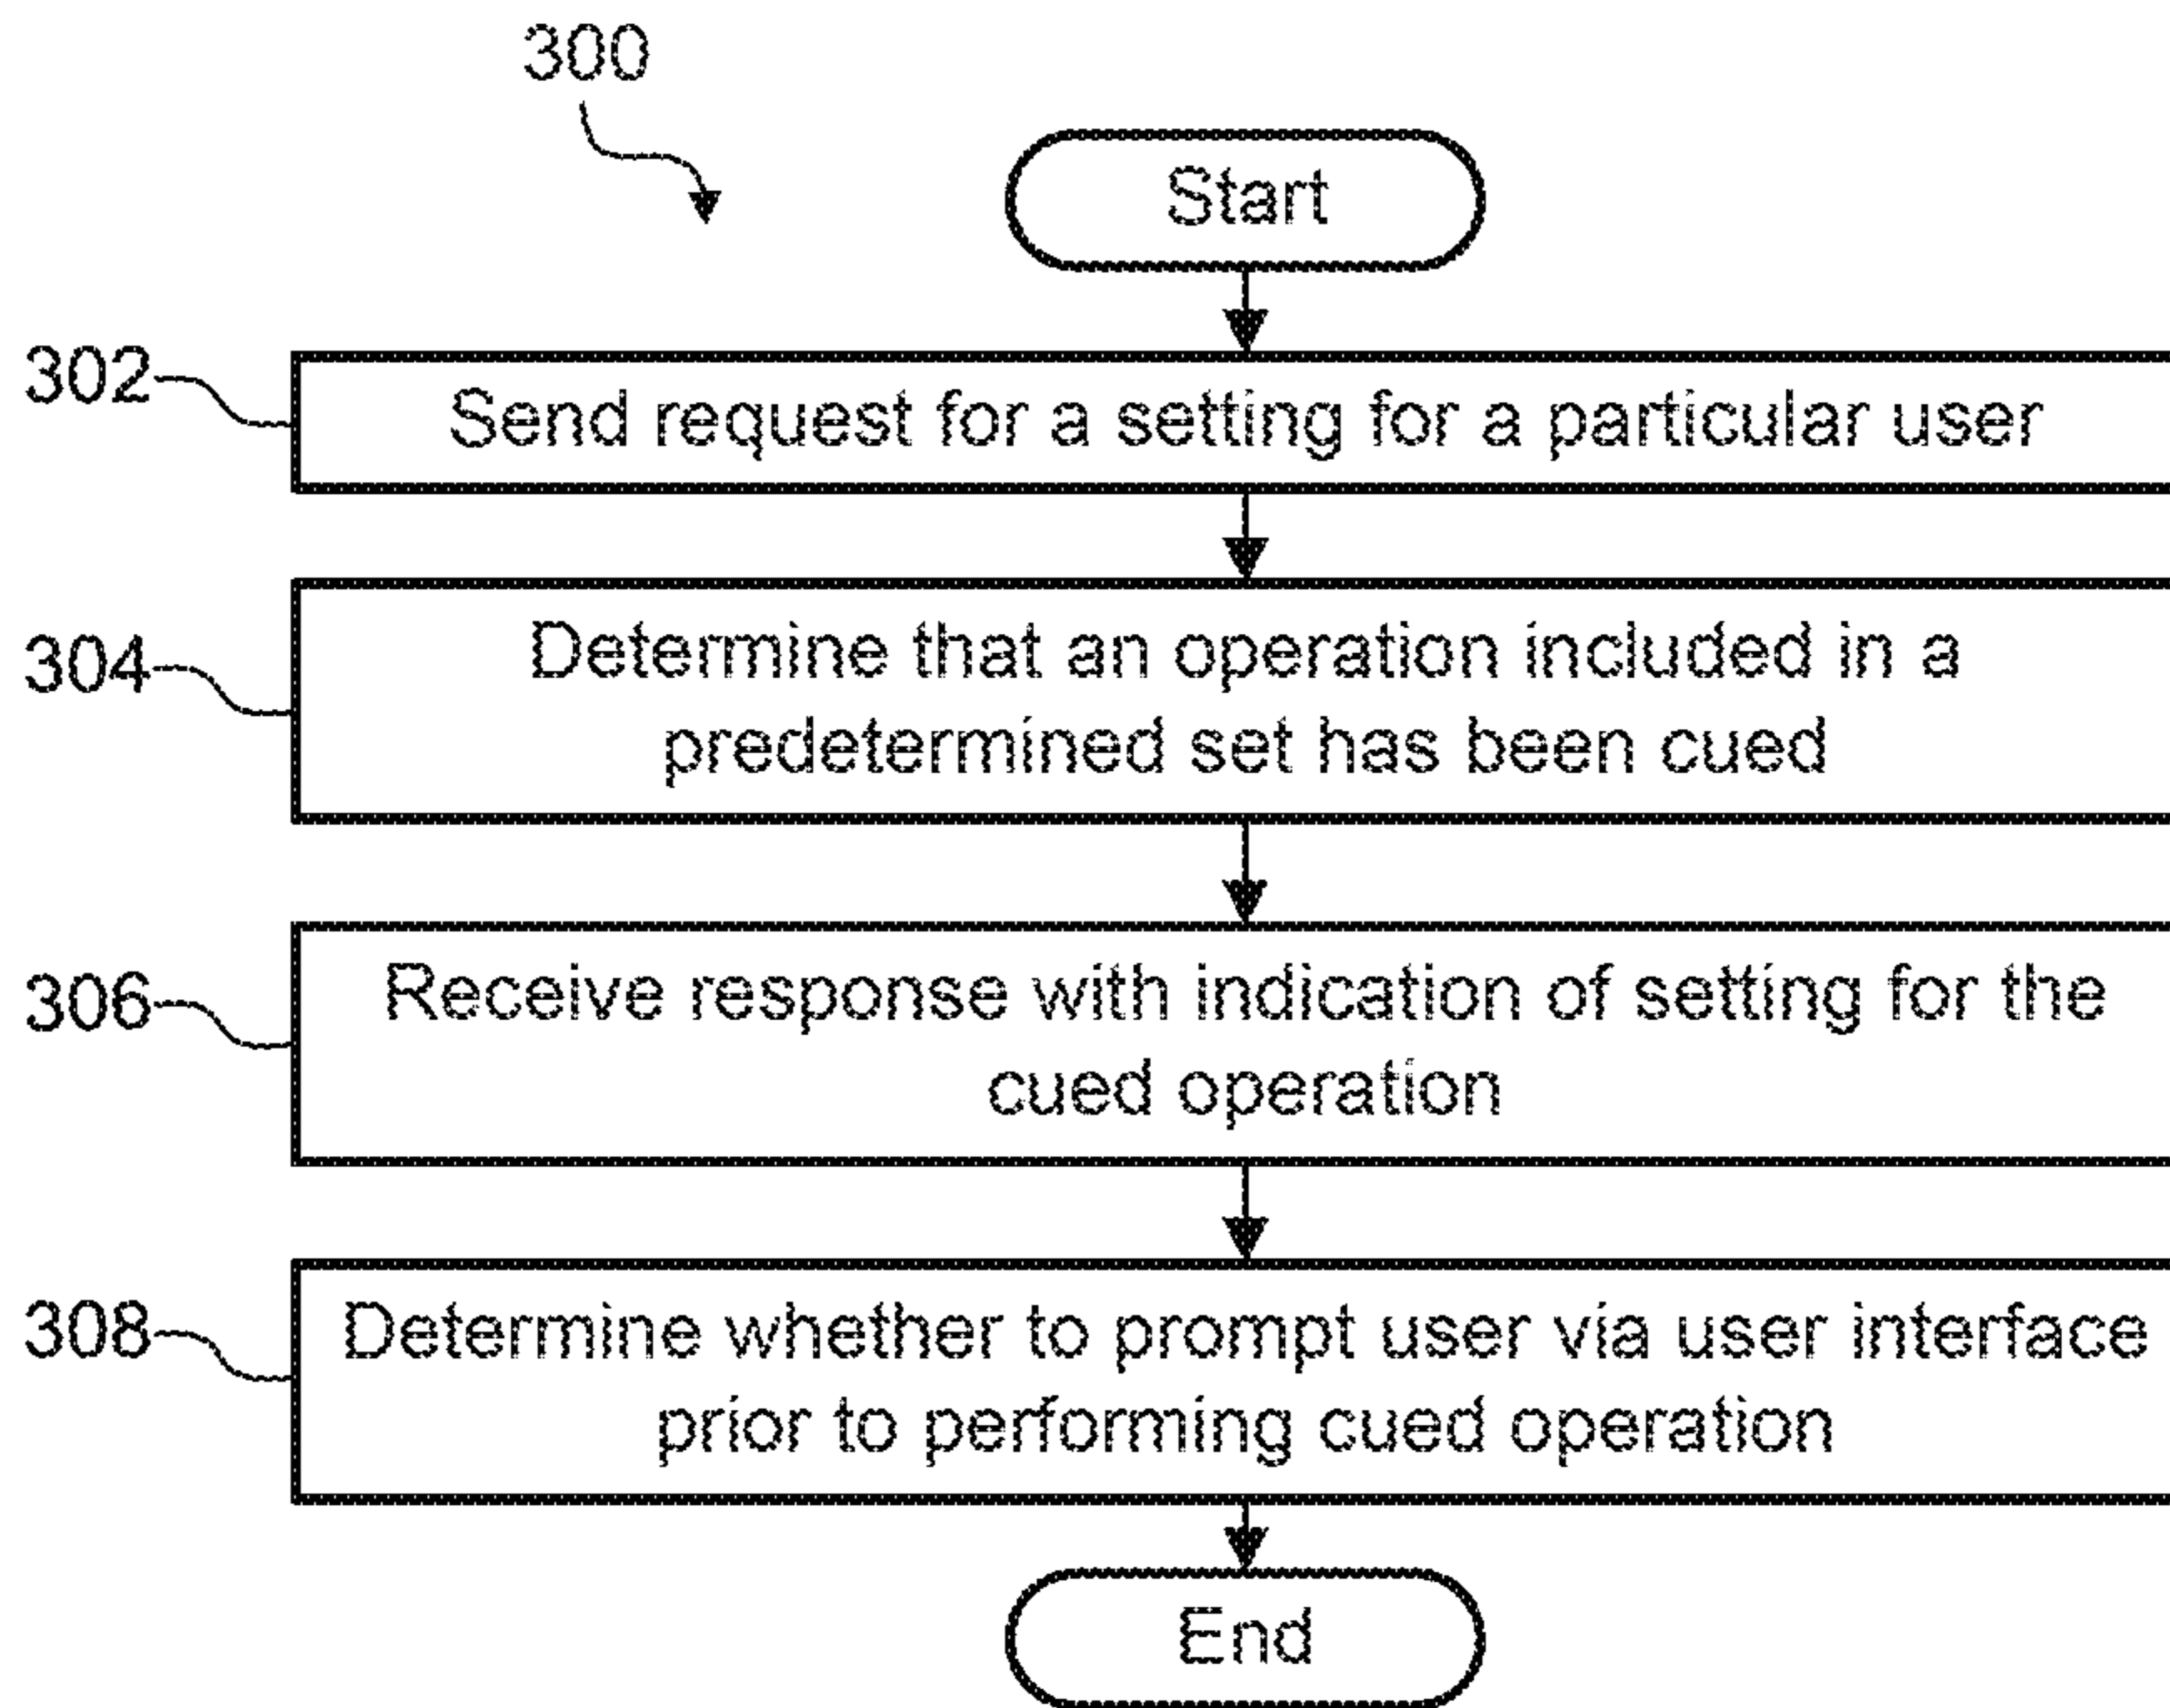 300
Start
302
Send request for a setting for a particular user
304
Determine that an operation included in a
predetermined set has been cued
306
Receive response with indication of setting for the
cued operation
308
Determine whether to prompt user via user interface
prior to performing cued operation
End